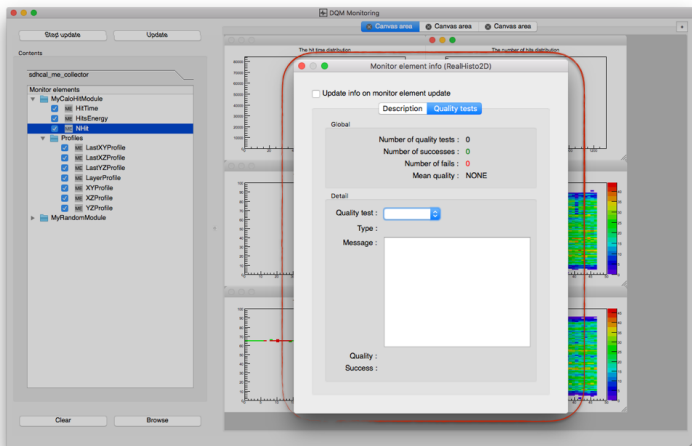 DQM Monitoring
Stop update
Update
Contents
sdhcal_me_collector
Monitor elements
MyCaloHitModule
ME HitTime
ME HitsEnergy
ME NHit
Profiles
ME LastXYProfile
ME LastXZProfile
ME LastYZProfile
ME LayerProfile
ME XYProfile
ME XZProfile
ME YZProfile
MyRandomModule
Clear
Browse
Canvas area
Canvas area
Canvas area
The hit time distribution
The number of hits distribution
Monitor element info (RealHisto2D)
Update info on monitor element update
Description
Quality tests
Global
Number of quality tests : 0
Number of successes : 0
Number of fails : 0
Mean quality : NONE
Detail
Quality test :
Type :
Message :
Quality :
Success :